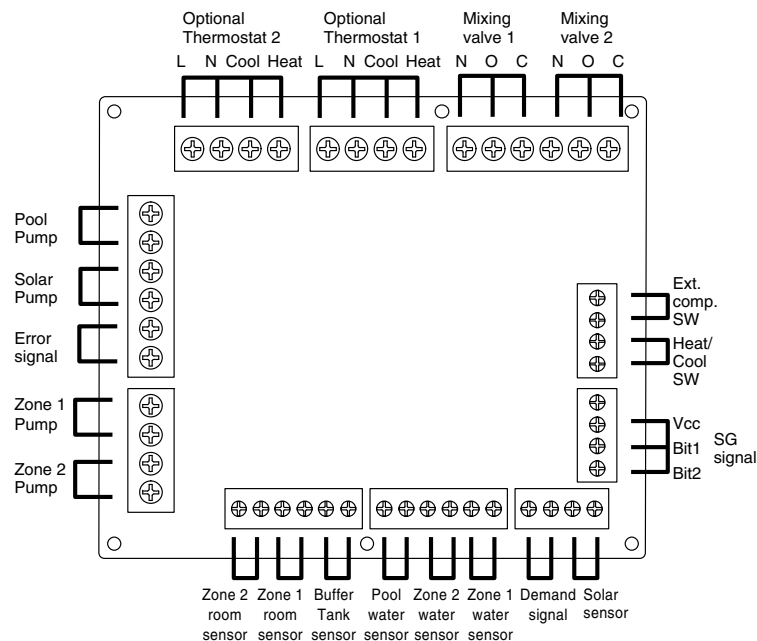 Optional
Thermostat 2
Optional
Thermostat 1
Mixing
valve 1
Mixing
valve 2
L N Cool Heat
L N Cool Heat
N O C
N O C
Pool
Pump
Solar
Pump
Error
signal
Zone 1
Pump
Zone 2
Pump
Ext.
comp.
SW
Heat/
Cool
SW
Vcc
Bit1
Bit2
SG
signal
Zone 2
room
sensor
Zone 1
room
sensor
Buffer
Tank
sensor
Pool
water
sensor
Zone 2
water
sensor
Zone 1
water
sensor
Demand
signal
Solar
sensor